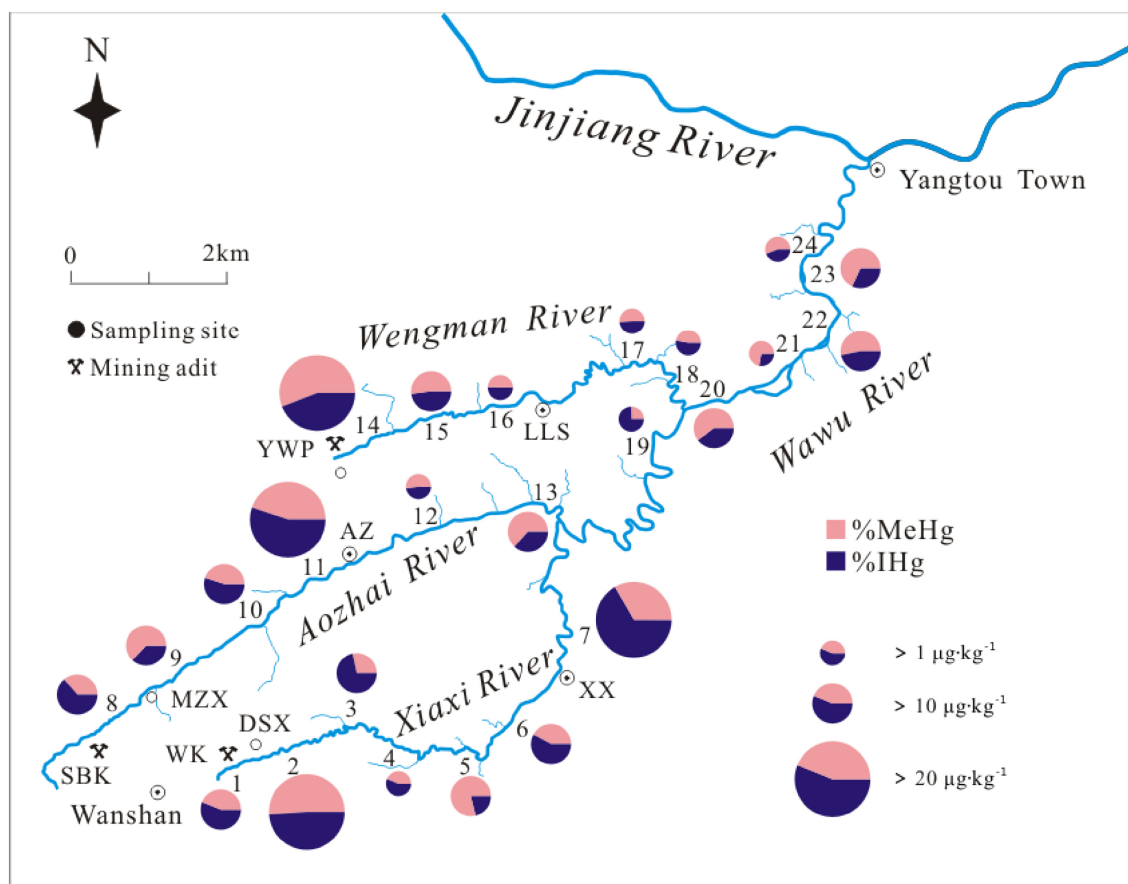 N
Jinjiang River
Yangtou Town
0 2km
Sampling site
Mining adit
Wengman River
24
23
22
21
20
Wawu River
17
18
19
16
15
14
LLS
YWP
13
12
AZ
11
10
Aozhai River
9
8
MZX
SBK
Wanshan
%MeHg
%IHg
7
XX
Xiaxi River
6
5
4
3
DSX
WK
2
1
> 1 μg·kg⁻¹
> 10 μg·kg⁻¹
> 20 μg·kg⁻¹